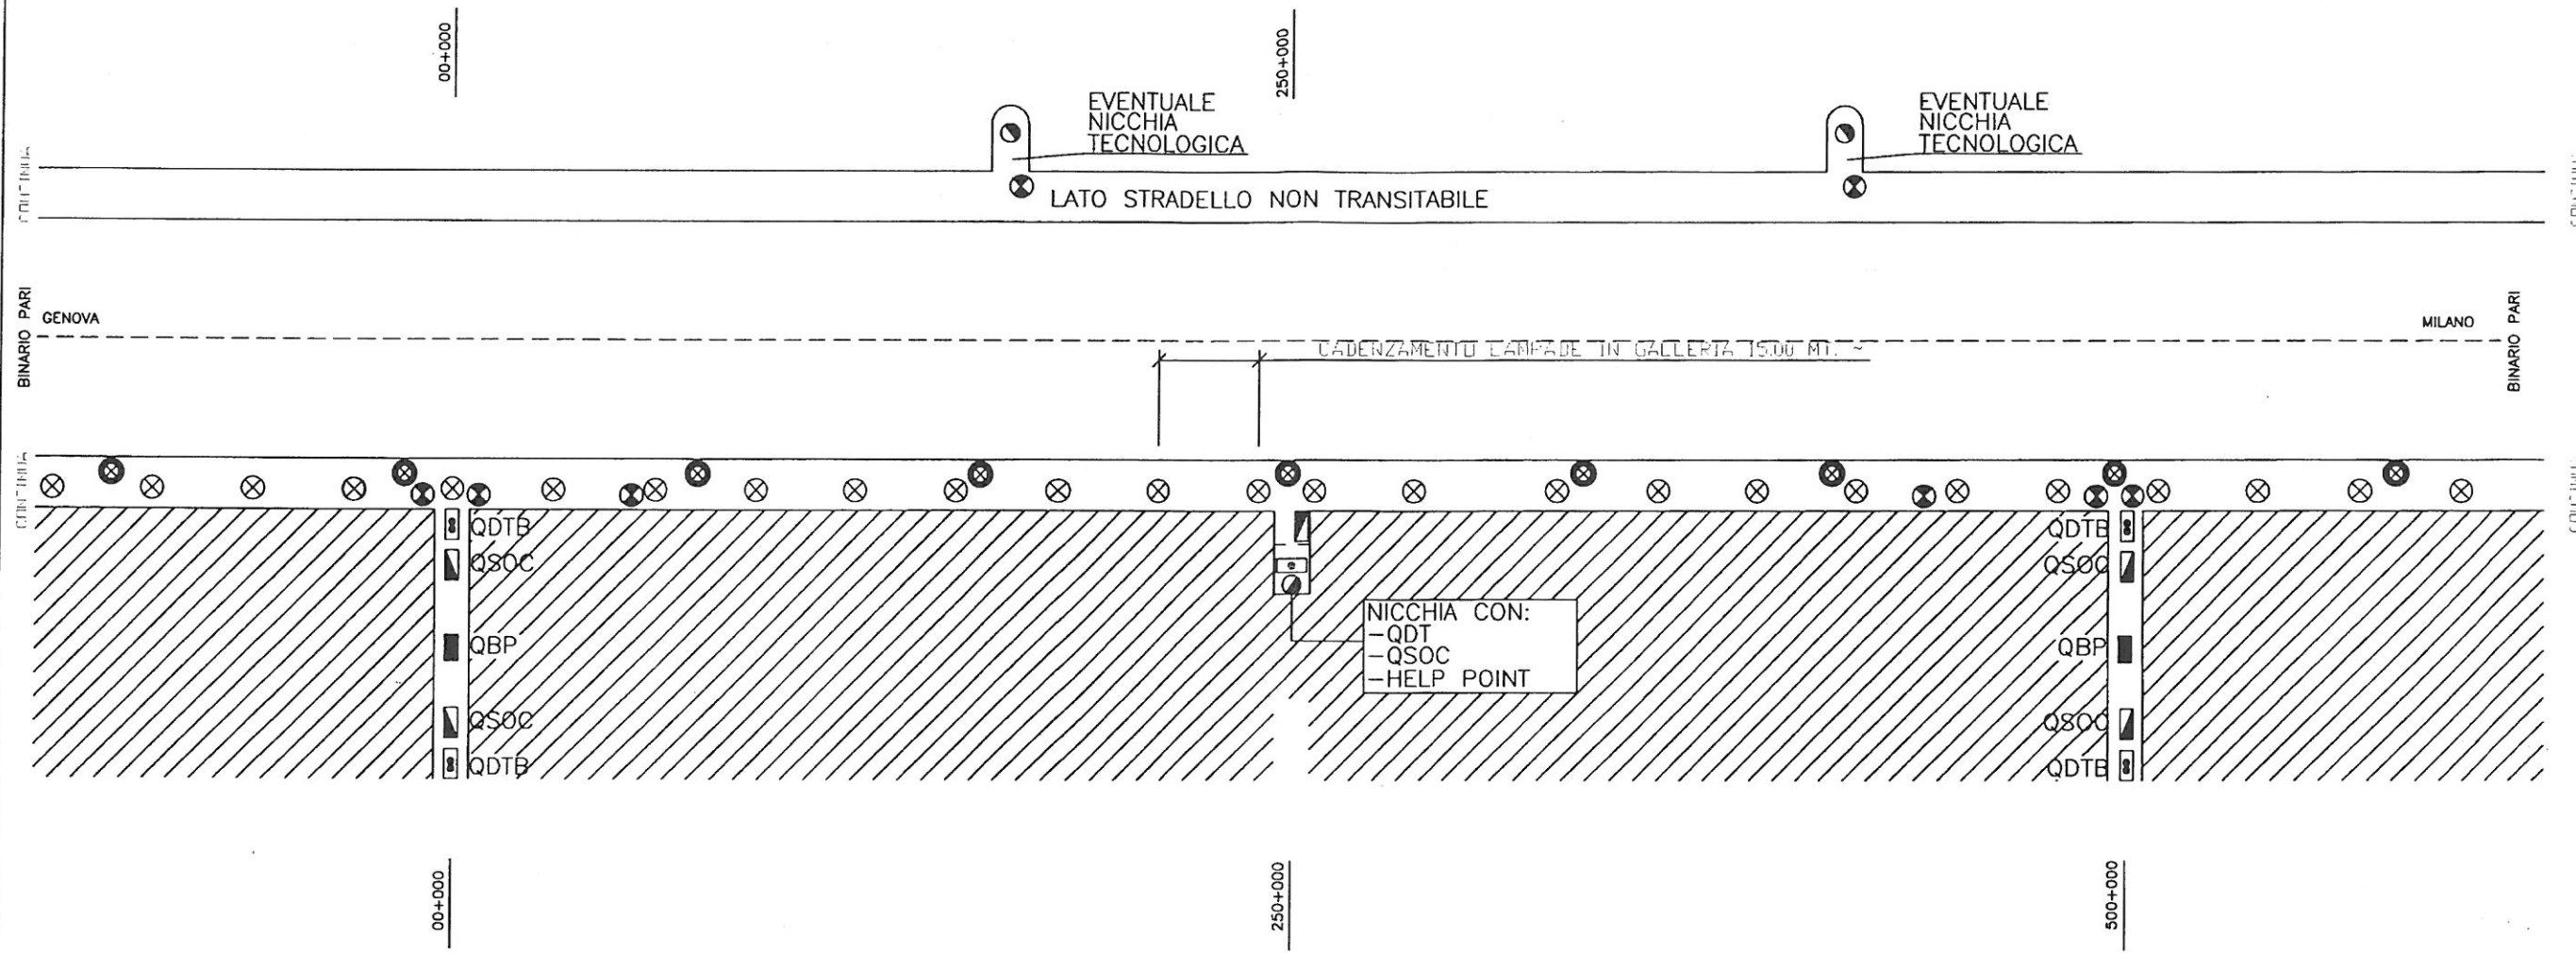 00+000
250+000
EVENTUALE
NICCHIA
TECNOLOGICA
EVENTUALE
NICCHIA
TECNOLOGICA
CONTINUA
LATO STRADELLO NON TRANSITABILE
BINARIO PARI
GENOVA
MILANO
BINARIO PARI
CADENZAMENTO LAMPADE IN GALLERIA 15.00 MT. ~
CONTINUA
QDTB
QSOC
QBP
QSOC
QDTB
NICCHIA CON:
-QDT
-QSOC
-HELP POINT
QDTB
QSOC
QBP
QSOC
QDTB
00+000
250+000
500+000